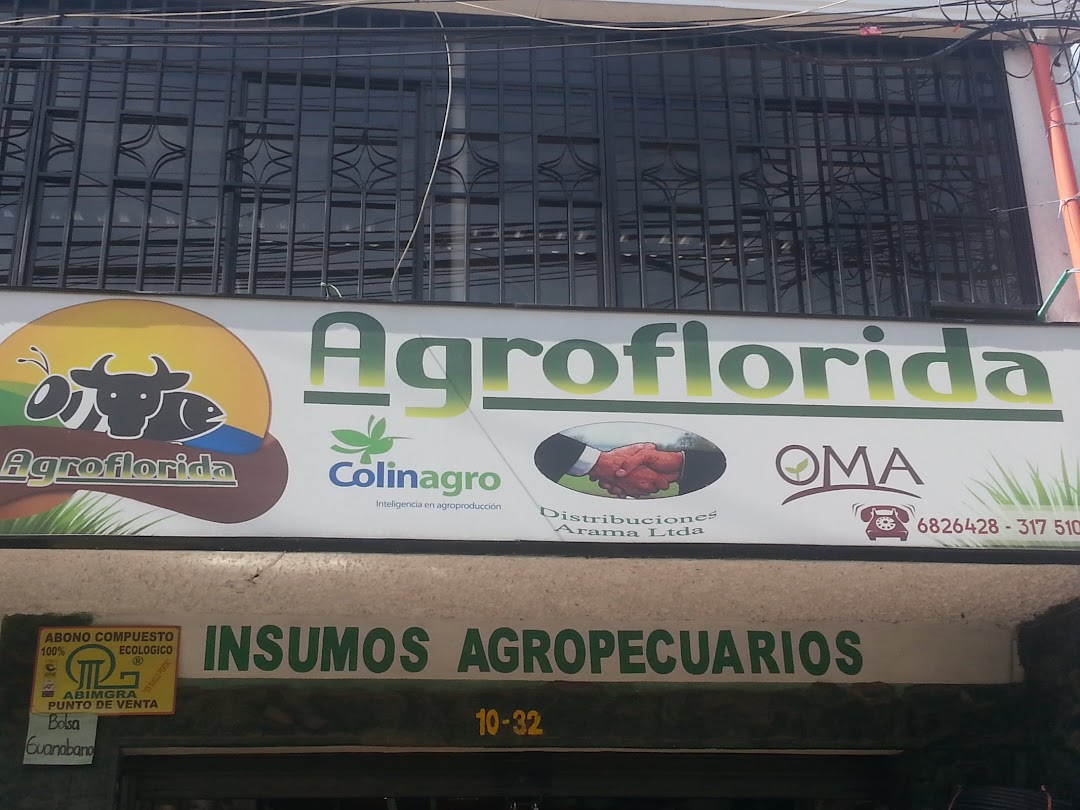 Agroflorida
Agroflorida
Colinagro
Inteligencia en agroproducción
Distribuciones
Arama Ltda
OMA
6826428 - 317 510
INSUMOS AGROPECUARIOS
ABONO COMPUESTO
100% ECOLOGICO
ABIMGRA
PUNTO DE VENTA
Bolsa
Guanabana
10-32